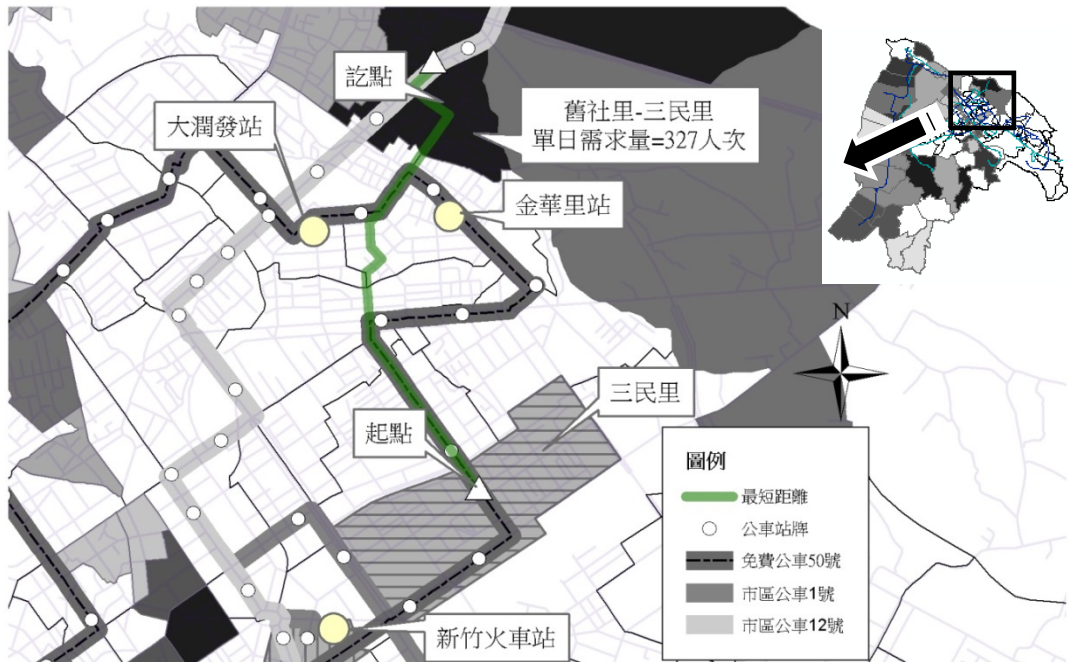 訖點
大潤發站
舊社里-三民里
單日需求量=327人次
金華里站
N
三民里
起點
圖例
最短距離
公車站牌
免費公車50號
市區公車1號
市區公車12號
新竹火車站